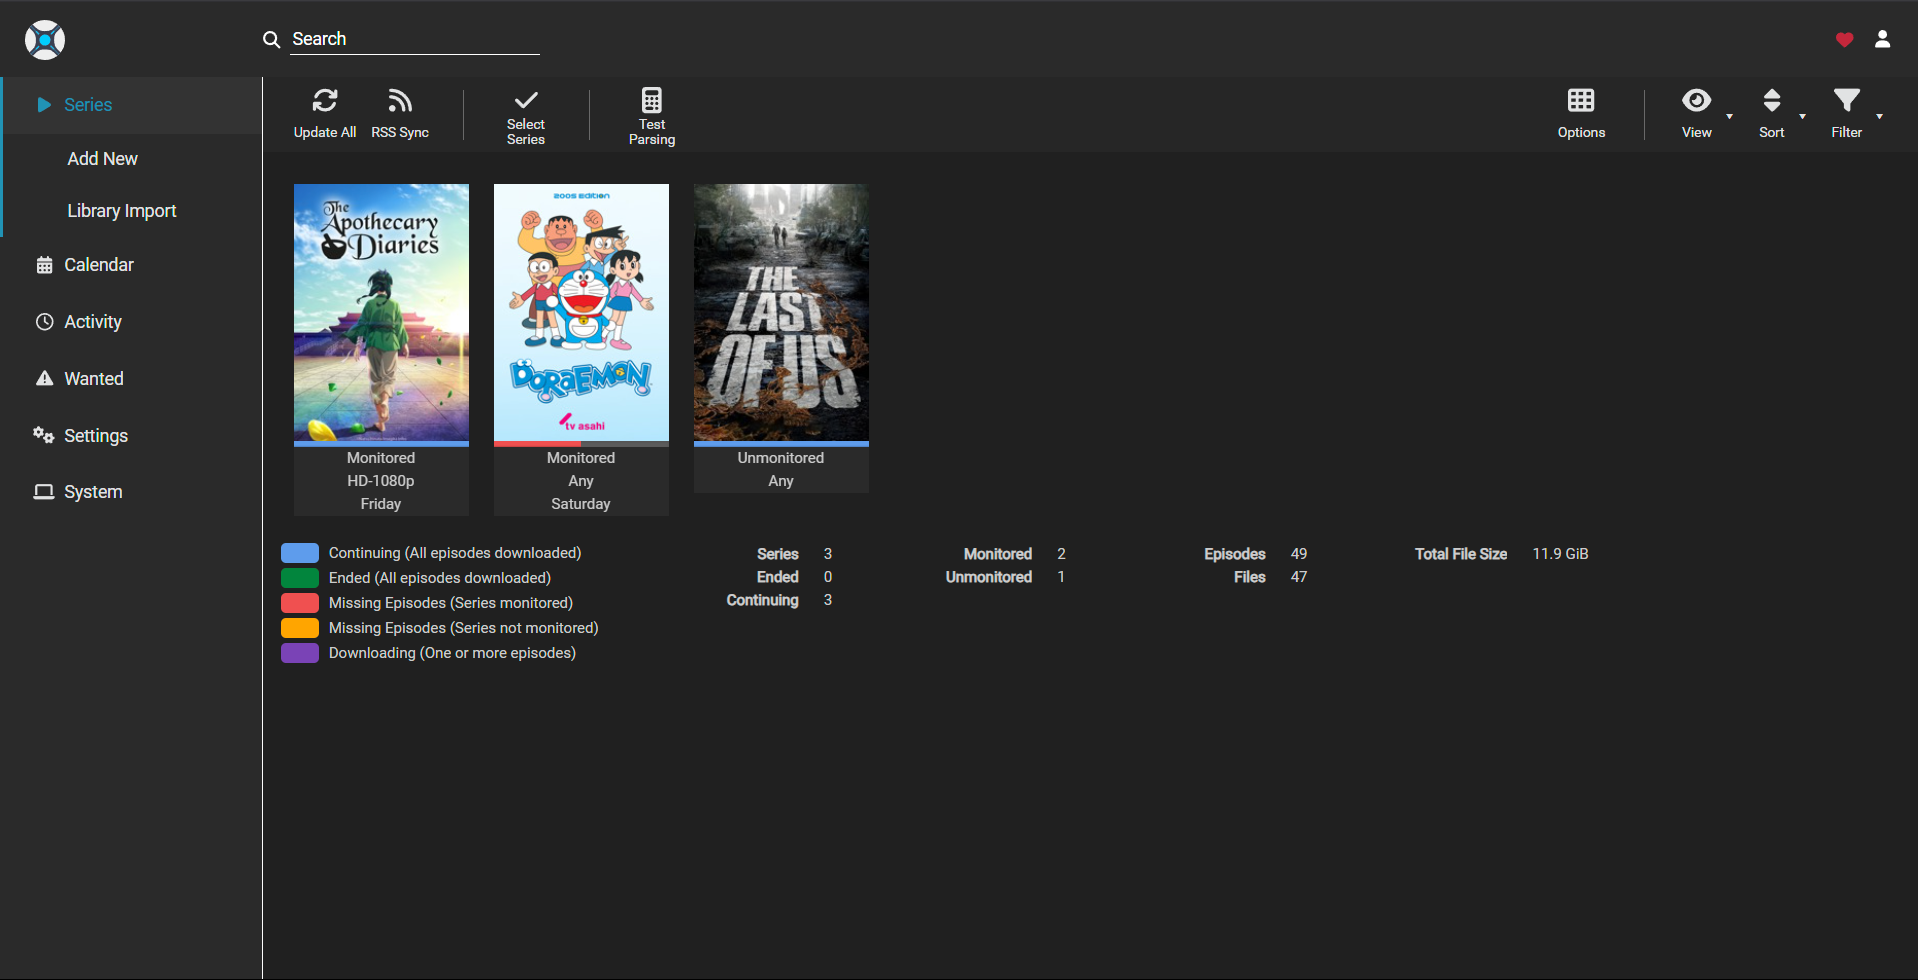 Search
Series
Add New
Library Import
Calendar
Activity
Wanted
Settings
System
Update All
RSS Sync
Select
Series
Test
Parsing
Options
View
Sort
Filter
The
Apothecary
Diaries
Monitored
HD-1080p
Friday
2005 Edition
DORAEMON
tv asahi
Monitored
Any
Saturday
THE
LAST
OF US
Unmonitored
Any
Continuing (All episodes downloaded)
Ended (All episodes downloaded)
Missing Episodes (Series monitored)
Missing Episodes (Series not monitored)
Downloading (One or more episodes)
Series 3
Ended 0
Continuing 3
Monitored 2
Unmonitored 1
Episodes 49
Files 47
Total File Size 11.9 GiB